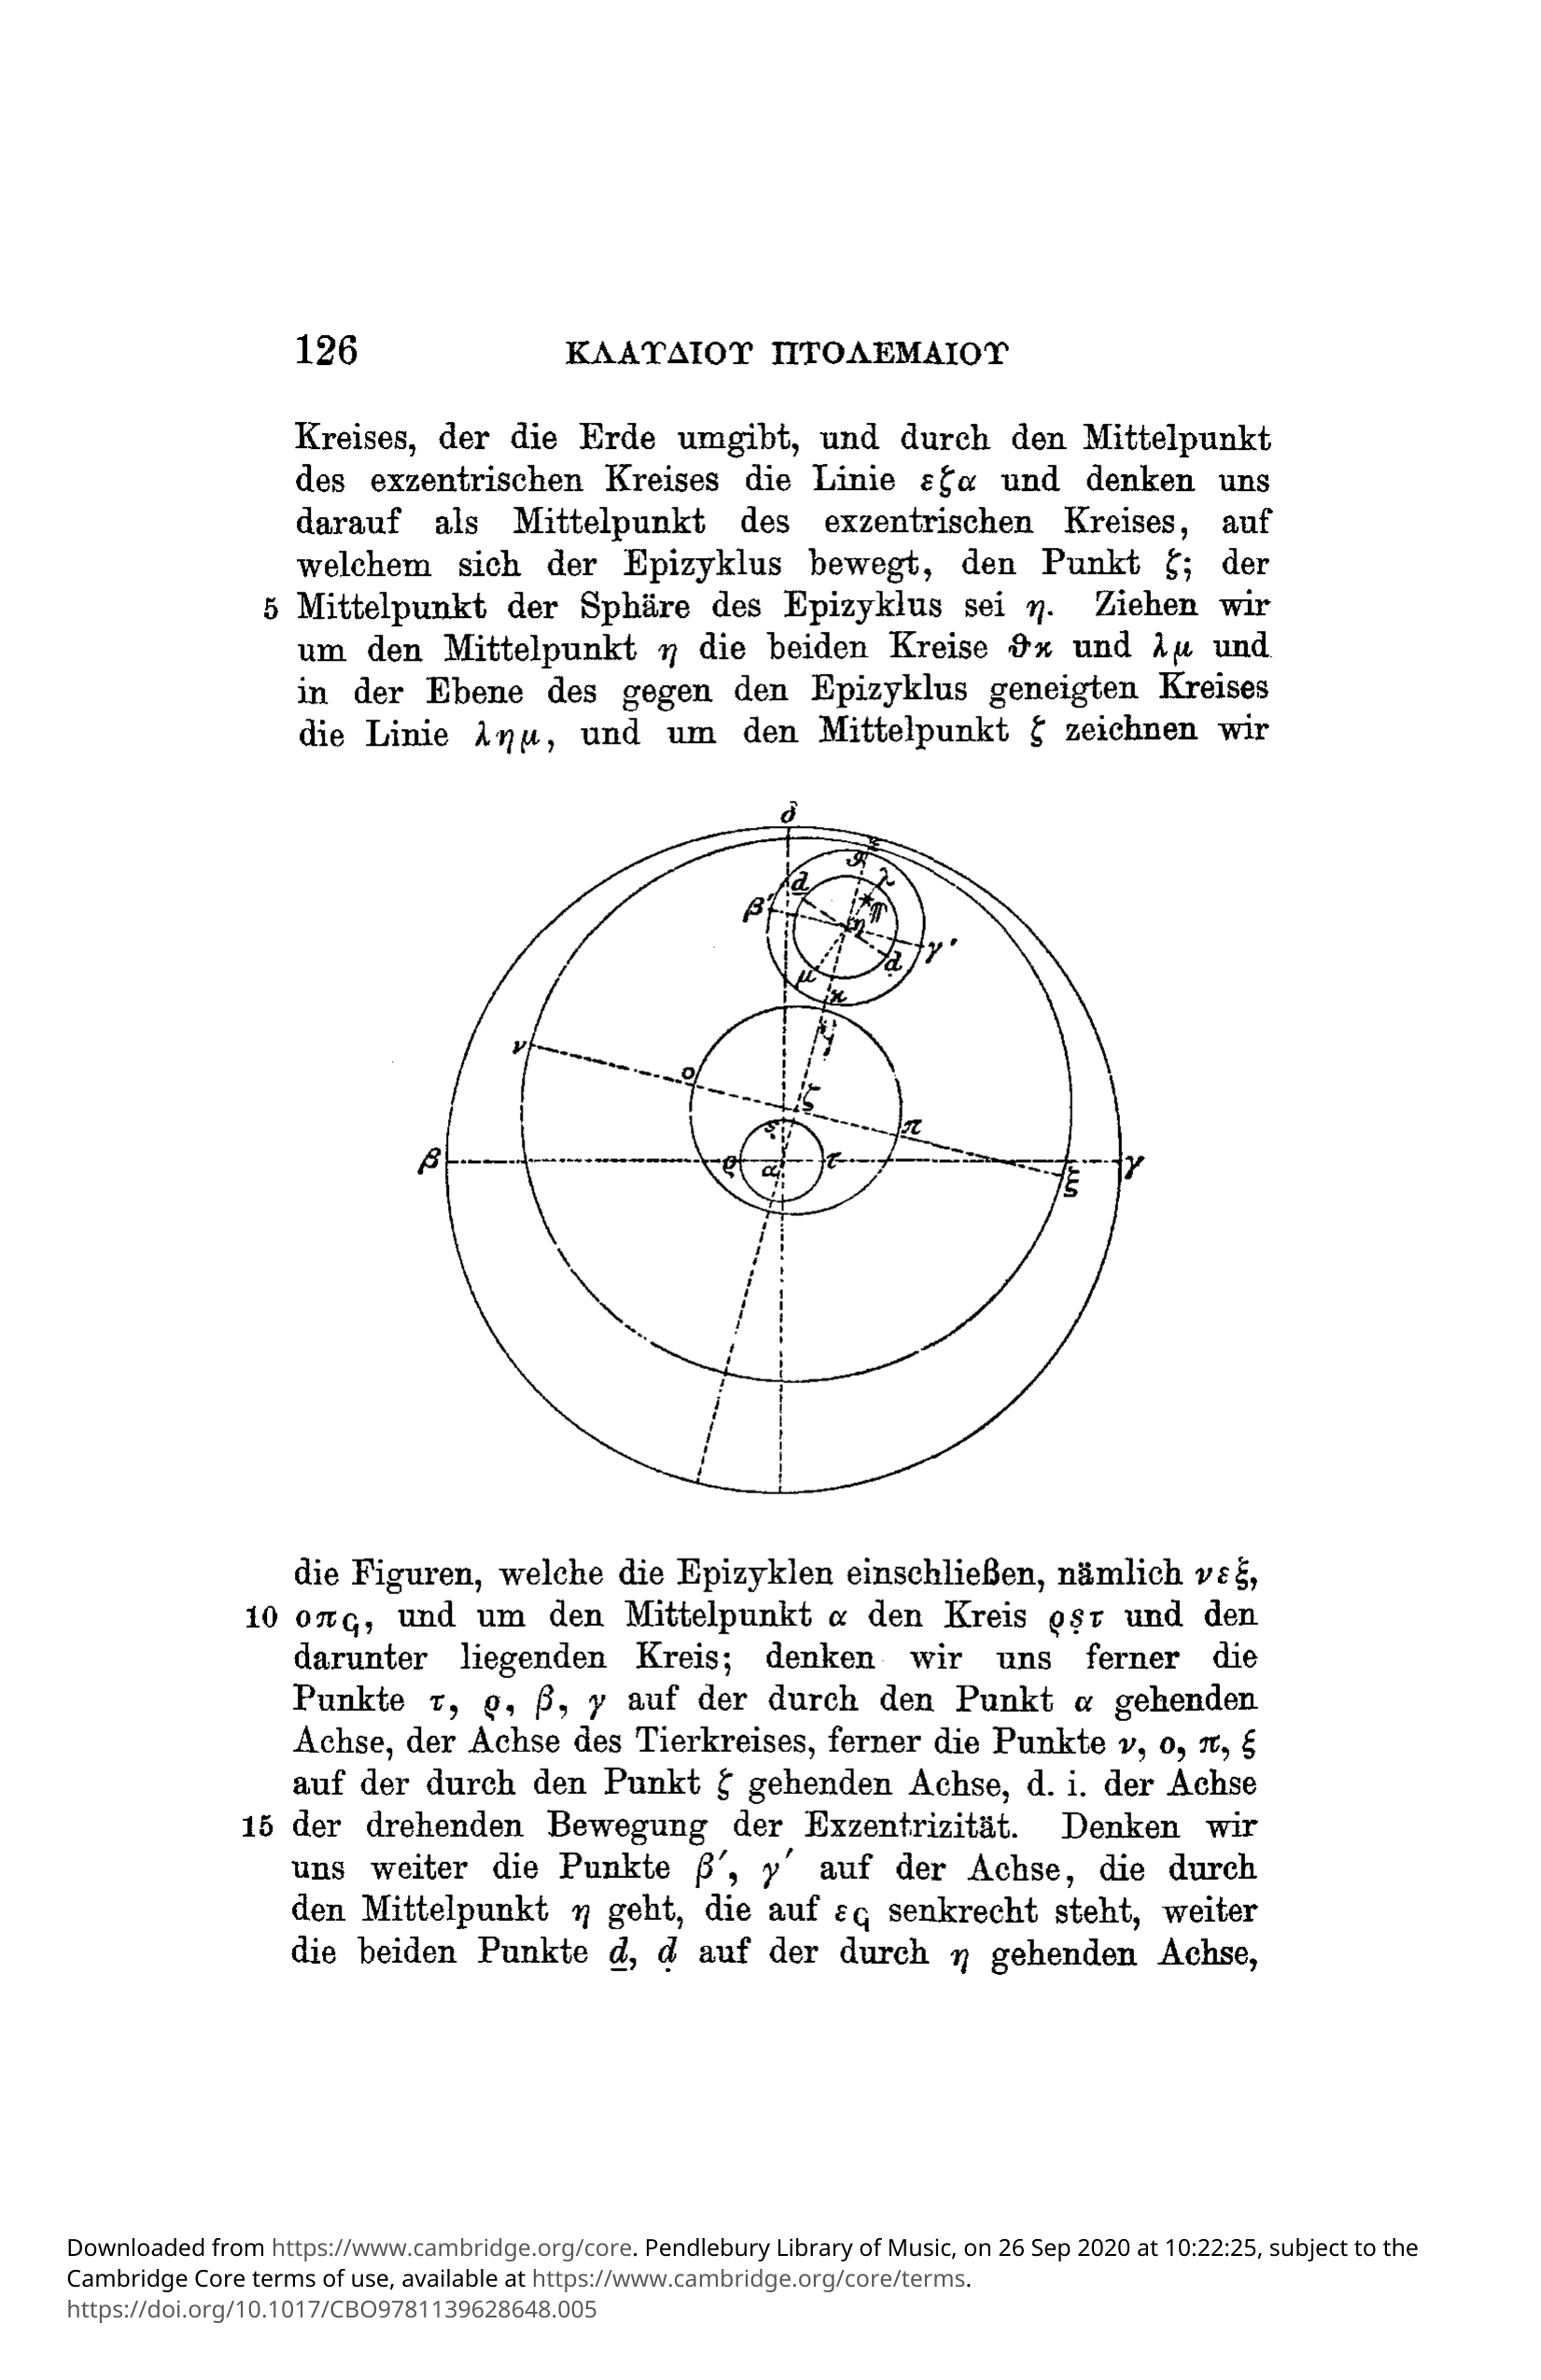 126 ΚΛΑΥΔΙΟΥ ΠΤΟΛΕΜΑΙΟΥ
Kreises, der die Erde umgibt, und durch den Mittelpunkt
des exzentrischen Kreises die Linie εζα und denken uns
darauf als Mittelpunkt des exzentrischen Kreises, auf
welchem sich der Epizyklus bewegt, den Punkt ζ; der
5 Mittelpunkt der Sphäre des Epizyklus sei η. Ziehen wir
um den Mittelpunkt η die beiden Kreise ϑκ und λμ und
in der Ebene des gegen den Epizyklus geneigten Kreises
die Linie λημ, und um den Mittelpunkt ζ zeichnen wir
δ
ϑ
d̲ λ
β′
η
γ′
μ ḍ
κ
ν
ο
ζ
π
ṣ
β ϱ α τ γ
ξ
die Figuren, welche die Epizyklen einschließen, nämlich νεξ,
10 οπϙ, und um den Mittelpunkt α den Kreis ϱṣτ und den
darunter liegenden Kreis; denken wir uns ferner die
Punkte τ, ϱ, β, γ auf der durch den Punkt α gehenden
Achse, der Achse des Tierkreises, ferner die Punkte ν, ο, π, ξ
auf der durch den Punkt ζ gehenden Achse, d. i. der Achse
15 der drehenden Bewegung der Exzentrizität. Denken wir
uns weiter die Punkte β′, γ′ auf der Achse, die durch
den Mittelpunkt η geht, die auf εϙ senkrecht steht, weiter
die beiden Punkte d̲, ḍ auf der durch η gehenden Achse,
Downloaded from https://www.cambridge.org/core. Pendlebury Library of Music, on 26 Sep 2020 at 10:22:25, subject to the
Cambridge Core terms of use, available at https://www.cambridge.org/core/terms.
https://doi.org/10.1017/CBO9781139628648.005